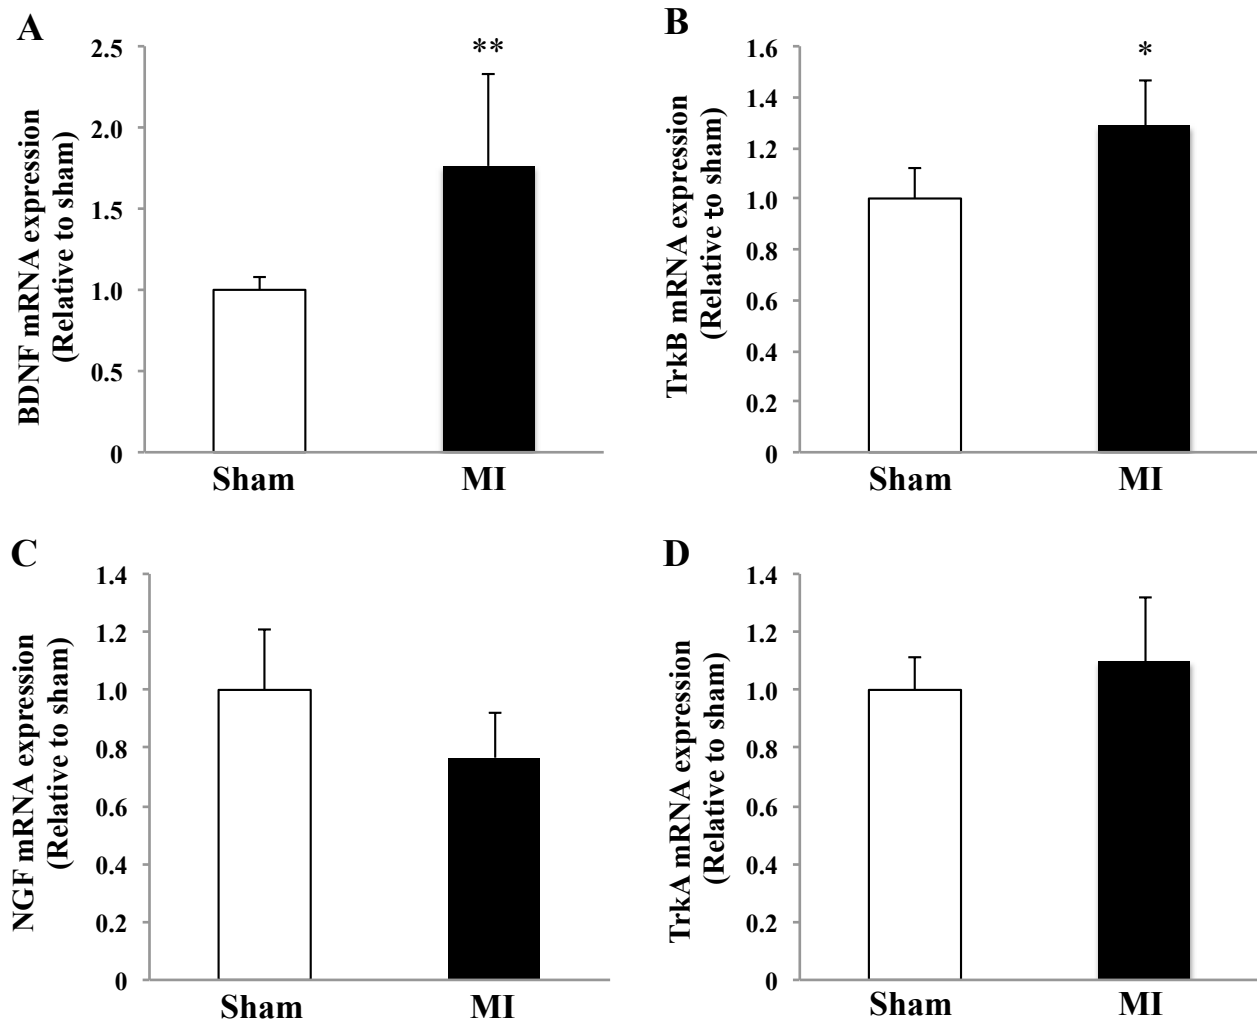 A
BDNF mRNA expression
(Relative to sham)
2.5
2.0
1.5
1.0
0.5
0
**
Sham MI
B
TrkB mRNA expression
(Relative to sham)
1.6
1.4
1.2
1.0
0.8
0.6
0.4
0.2
0
*
Sham MI
C
NGF mRNA expression
(Relative to sham)
1.4
1.2
1.0
0.8
0.6
0.4
0.2
0
Sham MI
D
TrkA mRNA expression
(Relative to sham)
1.4
1.2
1.0
0.8
0.6
0.4
0.2
0
Sham MI